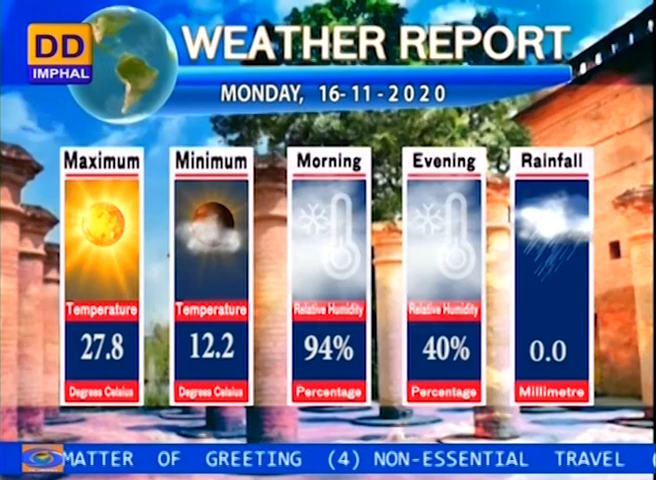 DD
IMPHAL
WEATHER REPORT
MONDAY, 16-11-2020
Maximum
Temperature
27.8
Degrees Celsius
Minimum
Temperature
12.2
Degrees Celsius
Morning
Relative Humidity
94%
Percentage
Evening
Relative Humidity
40%
Percentage
Rainfall
0.0
Millimetre
MATTER OF GREETING (4) NON-ESSENTIAL TRAVEL (